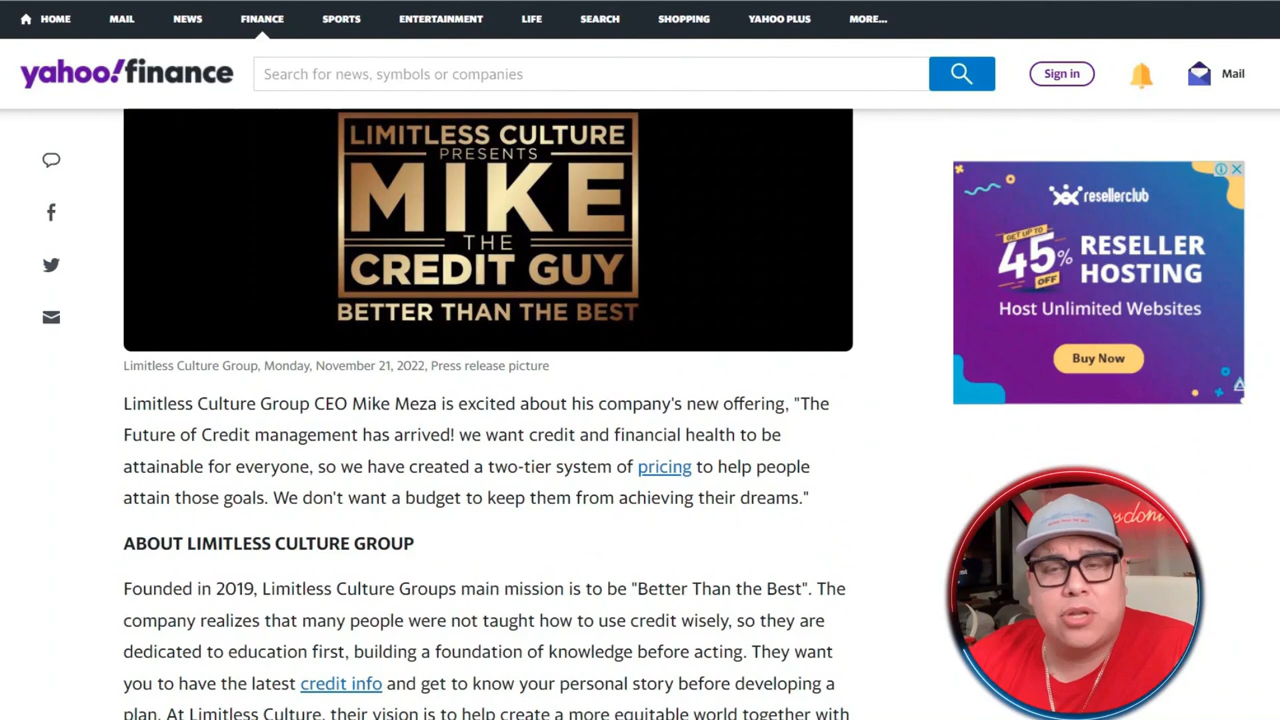 HOME MAIL NEWS FINANCE SPORTS ENTERTAINMENT LIFE SEARCH SHOPPING YAHOO PLUS MORE...
yahoo!finance
Search for news, symbols or companies
Sign in
Mail
LIMITLESS CULTURE
PRESENTS
MIKE
THE
CREDIT GUY
BETTER THAN THE BEST
Limitless Culture Group, Monday, November 21, 2022, Press release picture
Limitless Culture Group CEO Mike Meza is excited about his company's new offering, "The
Future of Credit management has arrived! we want credit and financial health to be
attainable for everyone, so we have created a two-tier system of pricing to help people
attain those goals. We don't want a budget to keep them from achieving their dreams."
ABOUT LIMITLESS CULTURE GROUP
Founded in 2019, Limitless Culture Groups main mission is to be "Better Than the Best". The
company realizes that many people were not taught how to use credit wisely, so they are
dedicated to education first, building a foundation of knowledge before acting. They want
you to have the latest credit info and get to know your personal story before developing a
plan. At Limitless Culture, their vision is to help create a more equitable world together with
resellerclub
GET UP TO
45%
OFF
RESELLER
HOSTING
Host Unlimited Websites
Buy Now